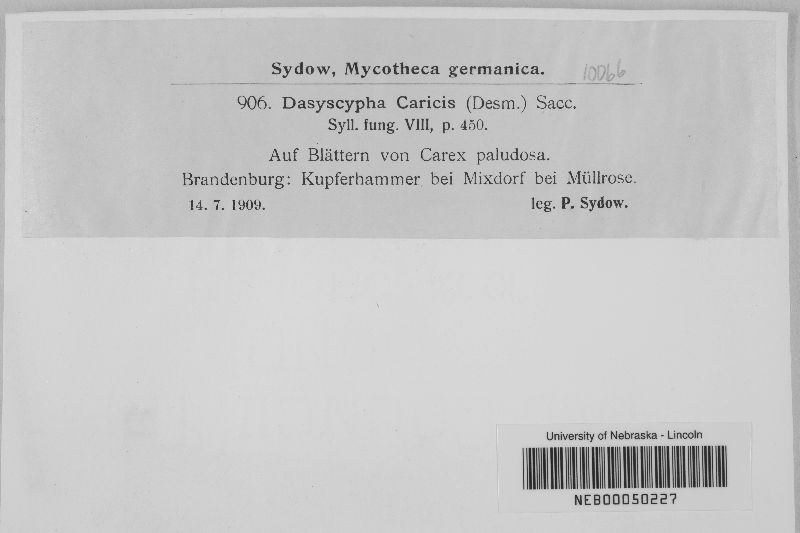 Sydow, Mycotheca germanica. 10066
906. Dasyscypha Caricis (Desm.) Sacc.
Syll. fung. VIII, p. 450.
Auf Blättern von Carex paludosa.
Brandenburg: Kupferhammer bei Mixdorf bei Müllrose.
14. 7. 1909. leg. P. Sydow.
University of Nebraska - Lincoln
NEB00050227